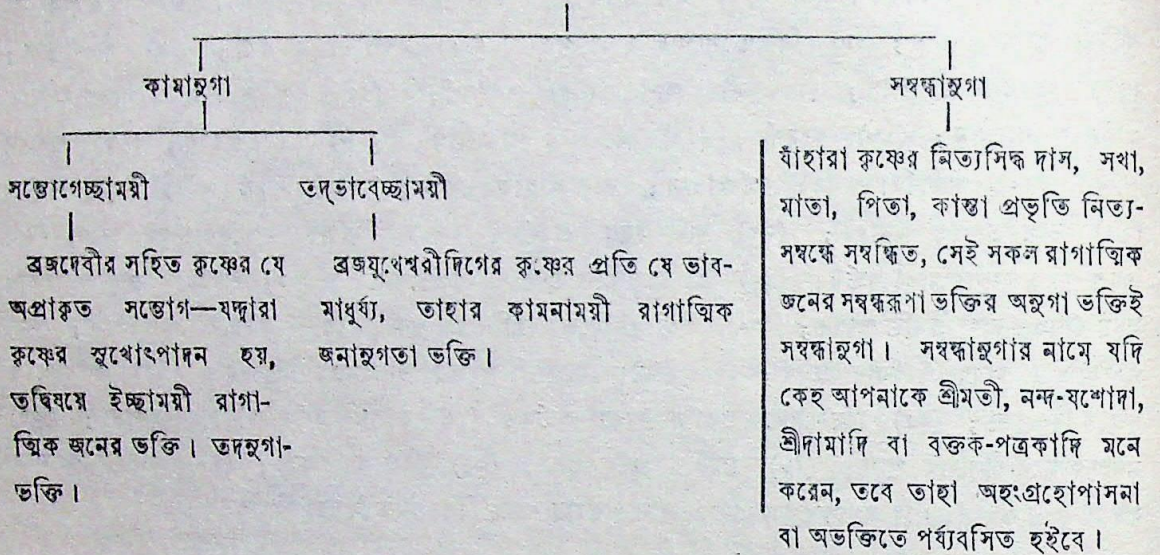 কামানুগা
সম্বন্ধানুগা
সম্ভোগেচ্ছাময়ী
ব্রজদেবীর সহিত কৃষ্ণের যে
অপ্রাকৃত সম্ভোগ—যদ্দ্বারা
কৃষ্ণের সুখোৎপাদন হয়,
তদ্বিষয়ে ইচ্ছাময়ী রাগা-
ত্মিক জনের ভক্তি। তদনুগা-
ভক্তি।
তদ্ভাবেচ্ছাময়ী
ব্রজযূথেশ্বরীদিগের কৃষ্ণের প্রতি যে ভাব-
মাধুর্য্য, তাহার কামনাময়ী রাগাত্মিক
জনানুগতা ভক্তি।
যাঁহারা কৃষ্ণের নিত্যসিদ্ধ দাস, সখা,
মাতা, পিতা, কান্তা প্রভৃতি নিত্য-
সম্বন্ধে সম্বন্ধিত, সেই সকল রাগাত্মিক
জনের সম্বন্ধরূপা ভক্তির অনুগা ভক্তিই
সম্বন্ধানুগা। সম্বন্ধানুগার নামে যদি
কেহ আপনাকে শ্রীমতী, নন্দ-যশোদা,
শ্রীদামাদি বা রক্তক-পত্রকাদি মনে
করেন, তবে তাহা অহংগ্রহোপাসনা
বা অভক্তিতে পর্য্যবসিত হইবে।